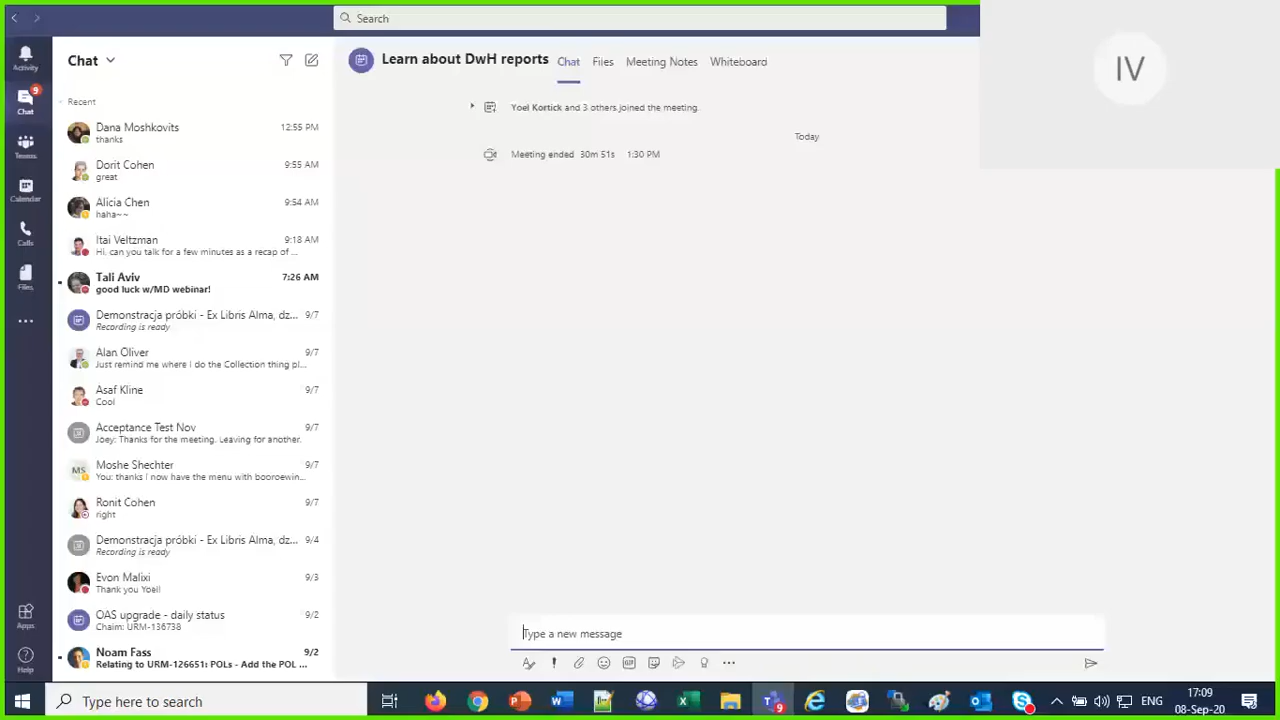 Search
IV
Activity
9
Chat
Teams
Calendar
Calls
Files
Apps
Help
Chat
Recent
Dana Moshkovits 12:55 PM
thanks
Dorit Cohen 9:55 AM
great
Alicia Chen 9:54 AM
haha~~
Itai Veltzman 9:18 AM
Hi, can you talk for a few minutes as a recap of ...
Tali Aviv 7:26 AM
good luck w/MD webinar!
Demonstracja próbki - Ex Libris Alma, dz... 9/7
Recording is ready
Alan Oliver 9/7
Just remind me where I do the Collection thing pl...
Asaf Kline 9/7
Cool
Acceptance Test Nov 9/7
Joey: Thanks for the meeting. Leaving for another.
MS
Moshe Shechter 9/7
You: thanks I now have the menu with booroewin...
Ronit Cohen 9/7
right
Demonstracja próbki - Ex Libris Alma, dz... 9/4
Recording is ready
Evon Malixi 9/3
Thank you Yoel!
OAS upgrade - daily status 9/2
Chaim: URM-136738
Noam Fass 9/2
Relating to URM-126651: POLs - Add the POL ...
Learn about DwH reports Chat Files Meeting Notes Whiteboard
Yoel Kortick and 3 others joined the meeting.
Today
Meeting ended 30m 51s 1:30 PM
Type a new message
GIF
Type here to search
9
ENG
17:09
08-Sep-20